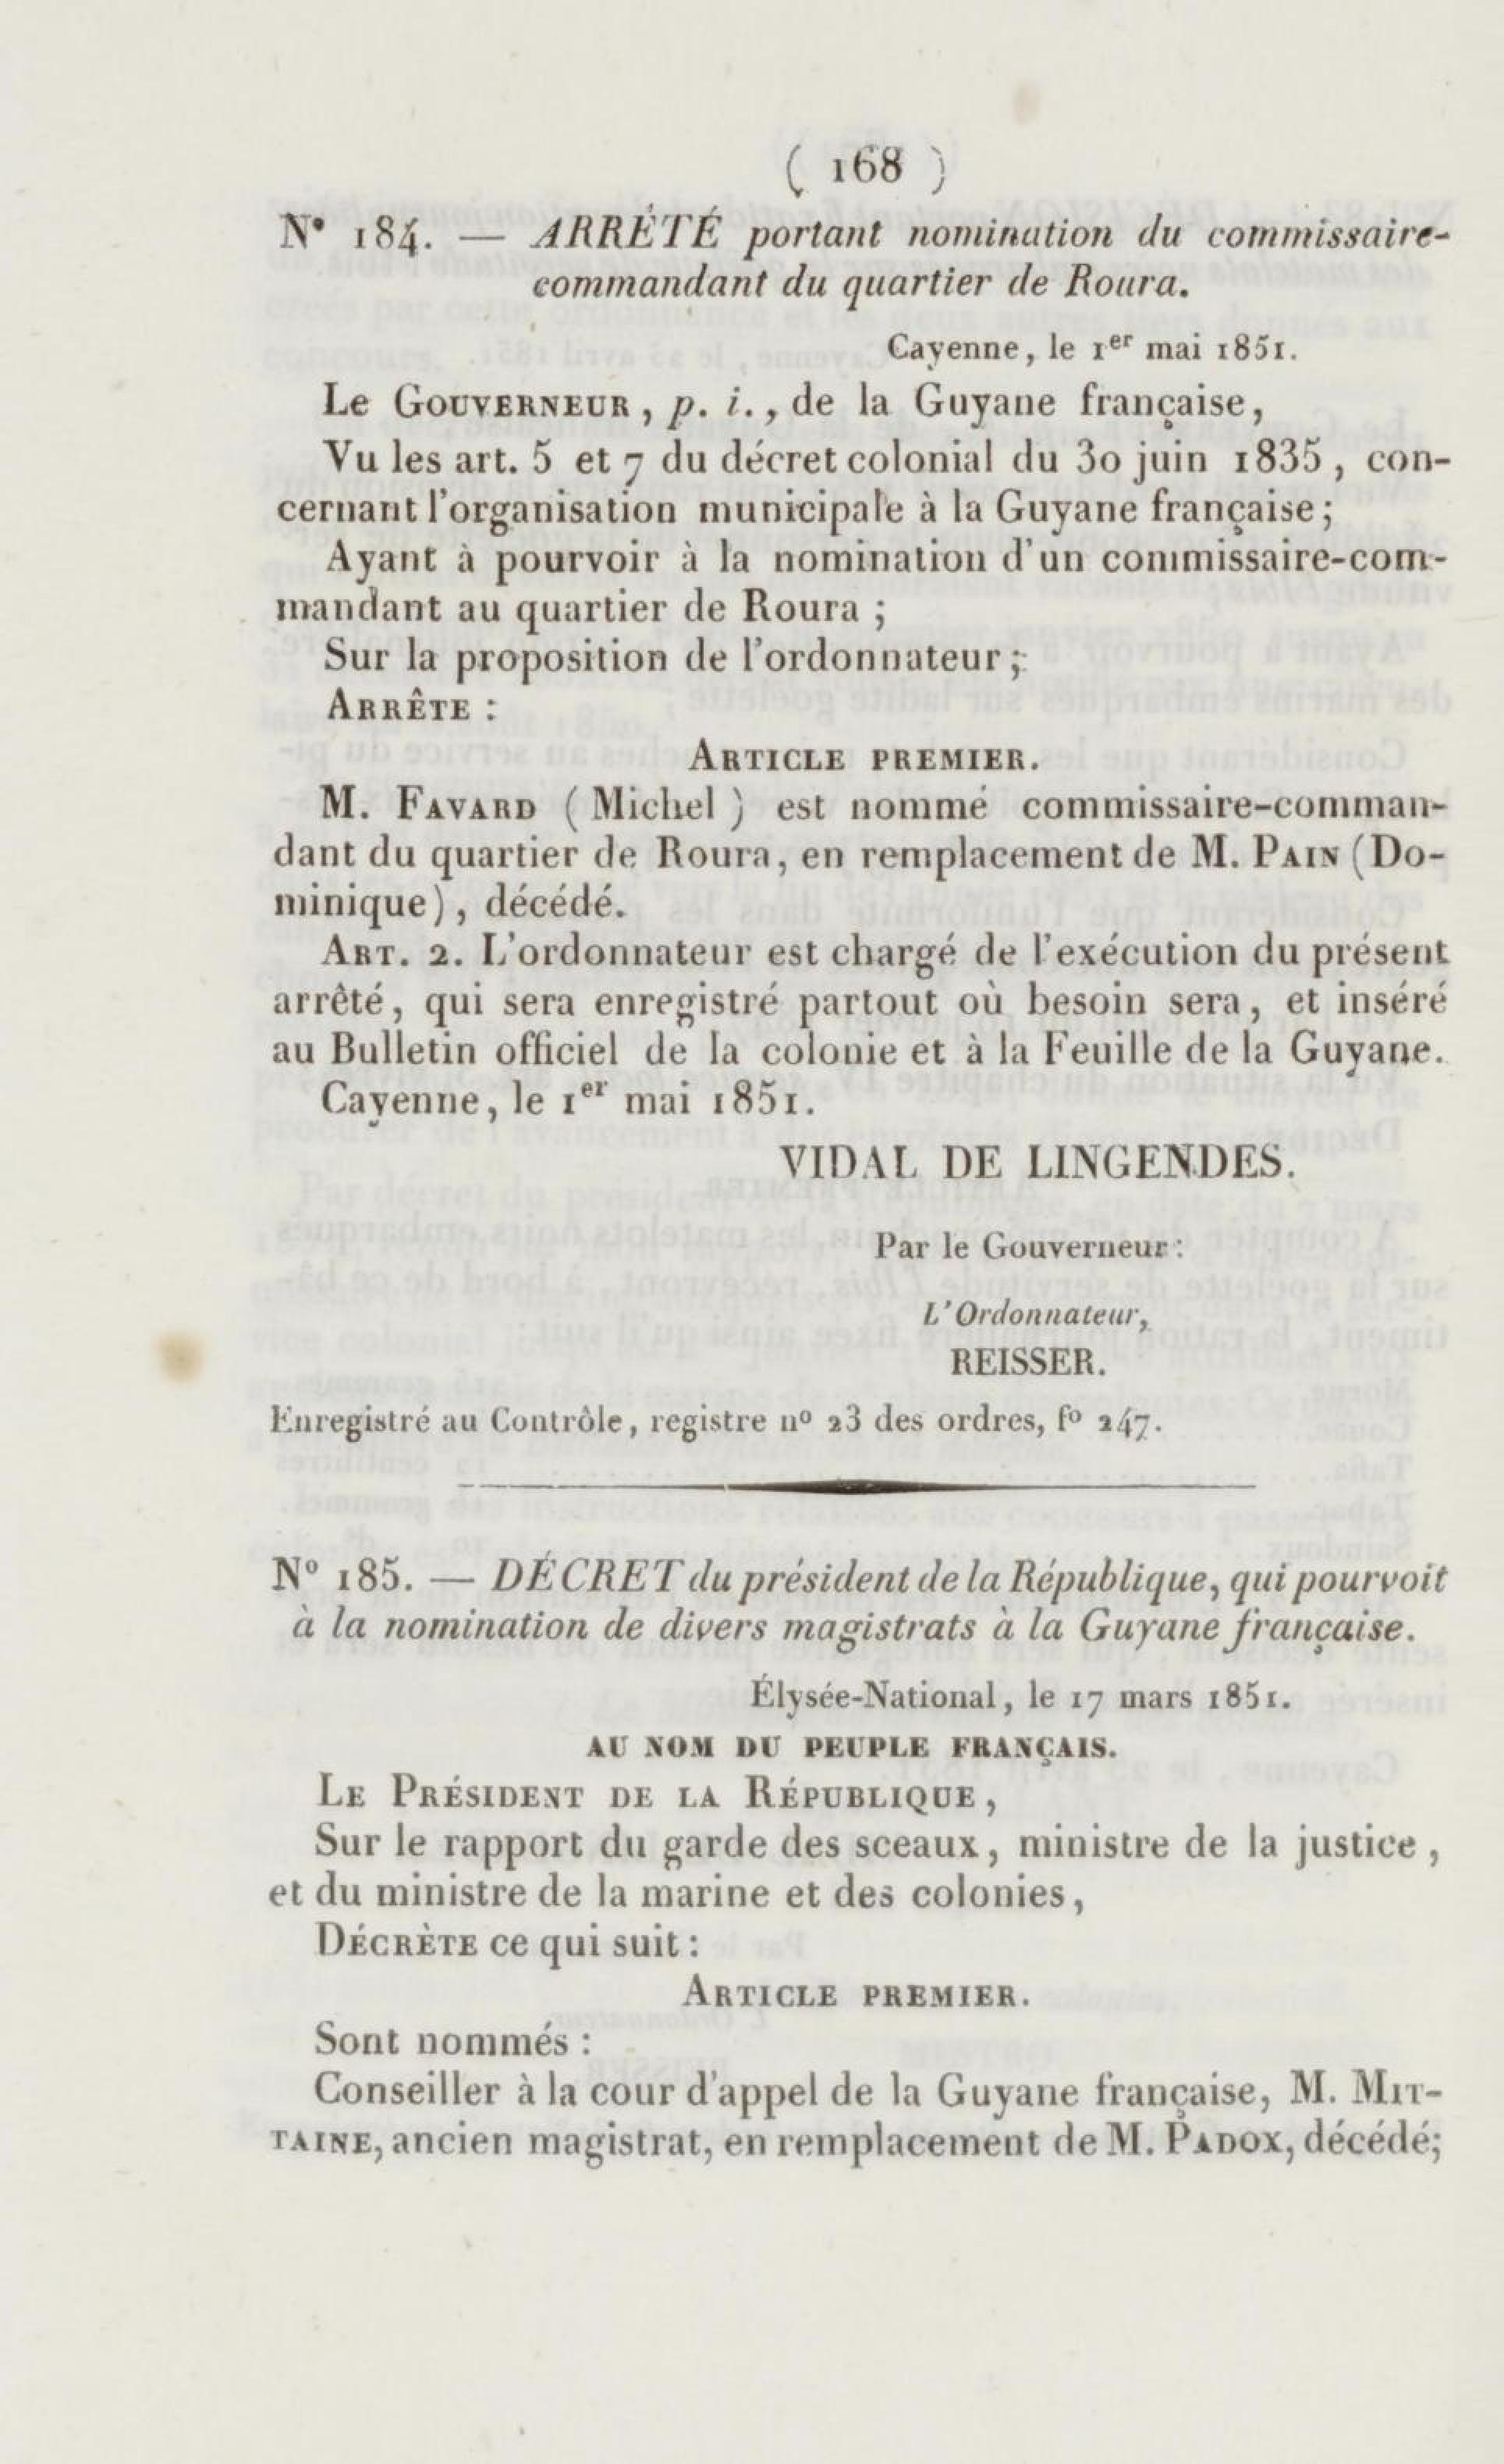 ( 168 )
N° 184. — ARRÊTÉ portant nomination du commissaire-
commandant du quartier de Roura.
Cayenne, le 1er mai 1851.
Le Gouverneur, p. i., de la Guyane française,
Vu les art. 5 et 7 du décret colonial du 30 juin 1835, con-
cernant l'organisation municipale à la Guyane française;
Ayant à pourvoir à la nomination d'un commissaire-com-
mandant au quartier de Roura ;
Sur la proposition de l'ordonnateur ;
Arrête :
Article premier.
M. Favard (Michel) est nommé commissaire-comman-
dant du quartier de Roura, en remplacement de M. Pain (Do-
minique), décédé.
Art. 2. L'ordonnateur est chargé de l'exécution du présent
arrêté, qui sera enregistré partout où besoin sera, et inséré
au Bulletin officiel de la colonie et à la Feuille de la Guyane.
Cayenne, le 1er mai 1851.
VIDAL DE LINGENDES.
Par le Gouverneur :
L'Ordonnateur,
REISSER.
Enregistré au Contrôle, registre no 23 des ordres, fo 247.
No 185. — DÉCRET du président de la République, qui pourvoit
à la nomination de divers magistrats à la Guyane française.
Élysée-National, le 17 mars 1851.
AU NOM DU PEUPLE FRANÇAIS.
Le Président de la République,
Sur le rapport du garde des sceaux, ministre de la justice,
et du ministre de la marine et des colonies,
Décrète ce qui suit :
Article premier.
Sont nommés :
Conseiller à la cour d'appel de la Guyane française, M. Mit-
taine, ancien magistrat, en remplacement de M. Padox, décédé;